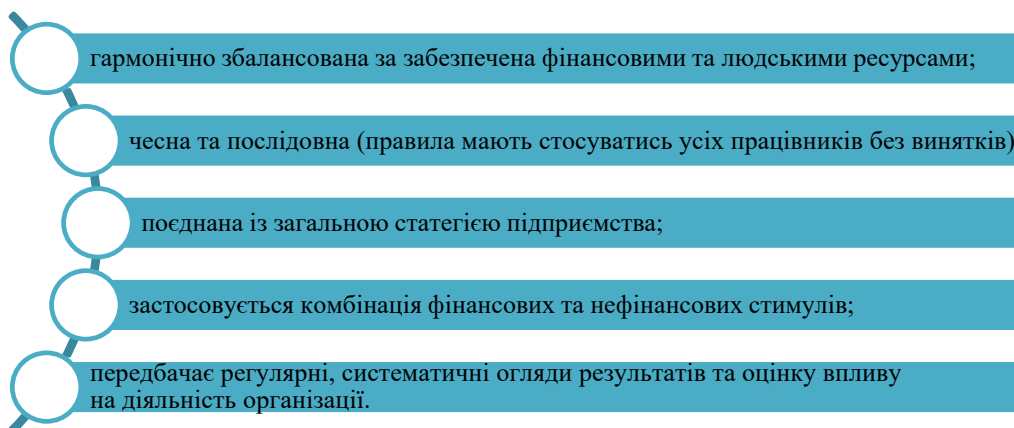 гармонічно збалансована за забезпечена фінансовими та людськими ресурсами;
чесна та послідовна (правила мають стосуватись усіх працівників без винятків)
поєднана із загальною статегією підприємства;
застосовується комбінація фінансових та нефінансових стимулів;
передбачає регулярні, систематичні огляди результатів та оцінку впливу
на діяльність організації.